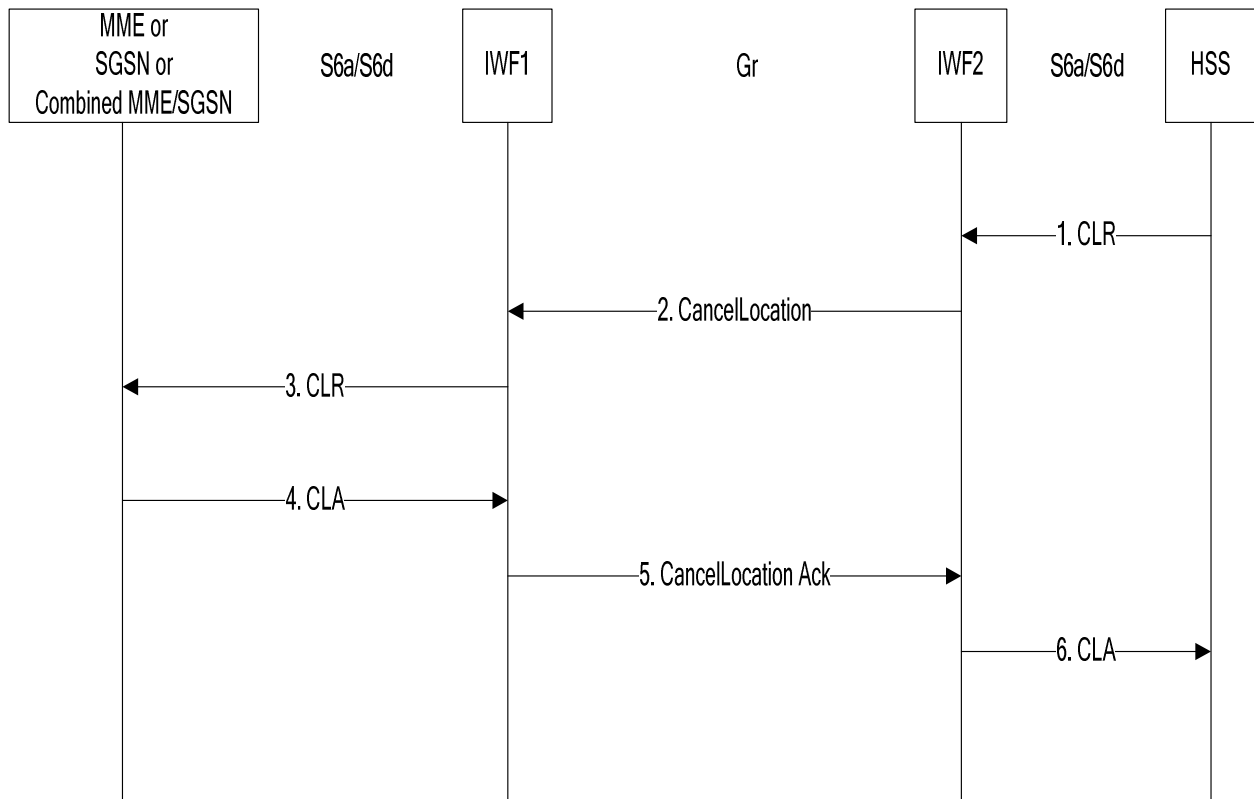 MME or
SGSN or
Combined MME/SGSN
S6a/S6d
IWF1
Gr
IWF2
S6a/S6d
HSS
1. CLR
2. CancelLocation
3. CLR
4. CLA
5. CancelLocation Ack
6. CLA